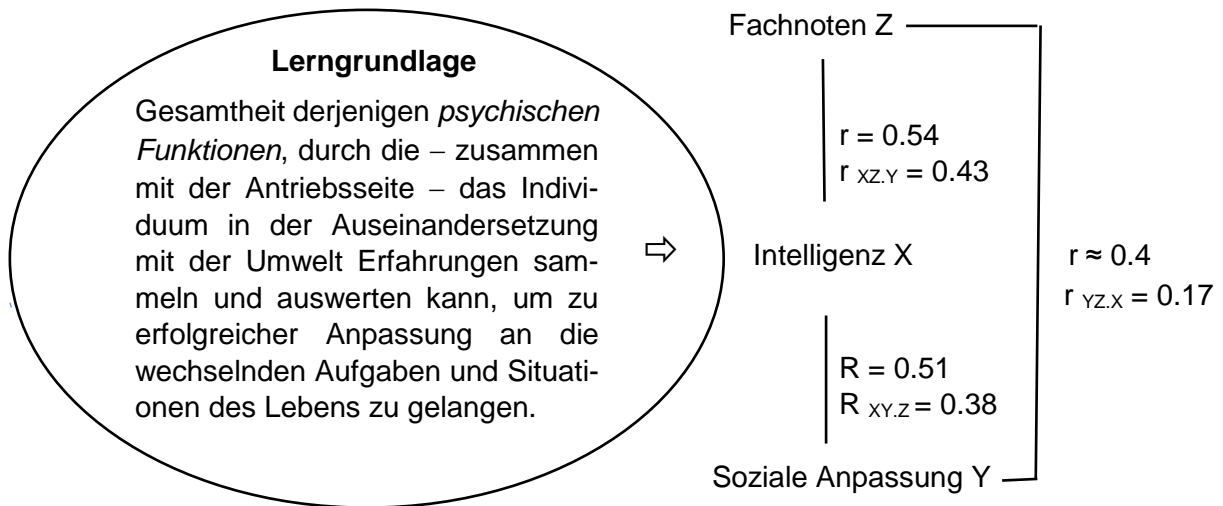 Lerngrundlage
Gesamtheit derjenigen psychischen
Funktionen, durch die – zusammen
mit der Antriebsseite – das Indivi-
duum in der Auseinandersetzung
mit der Umwelt Erfahrungen sam-
meln und auswerten kann, um zu
erfolgreicher Anpassung an die
wechselnden Aufgaben und Situati-
onen des Lebens zu gelangen.
⇨
Fachnoten Z
r = 0.54
r XZ.Y = 0.43
Intelligenz X
r ≈ 0.4
r YZ.X = 0.17
R = 0.51
R XY.Z = 0.38
Soziale Anpassung Y